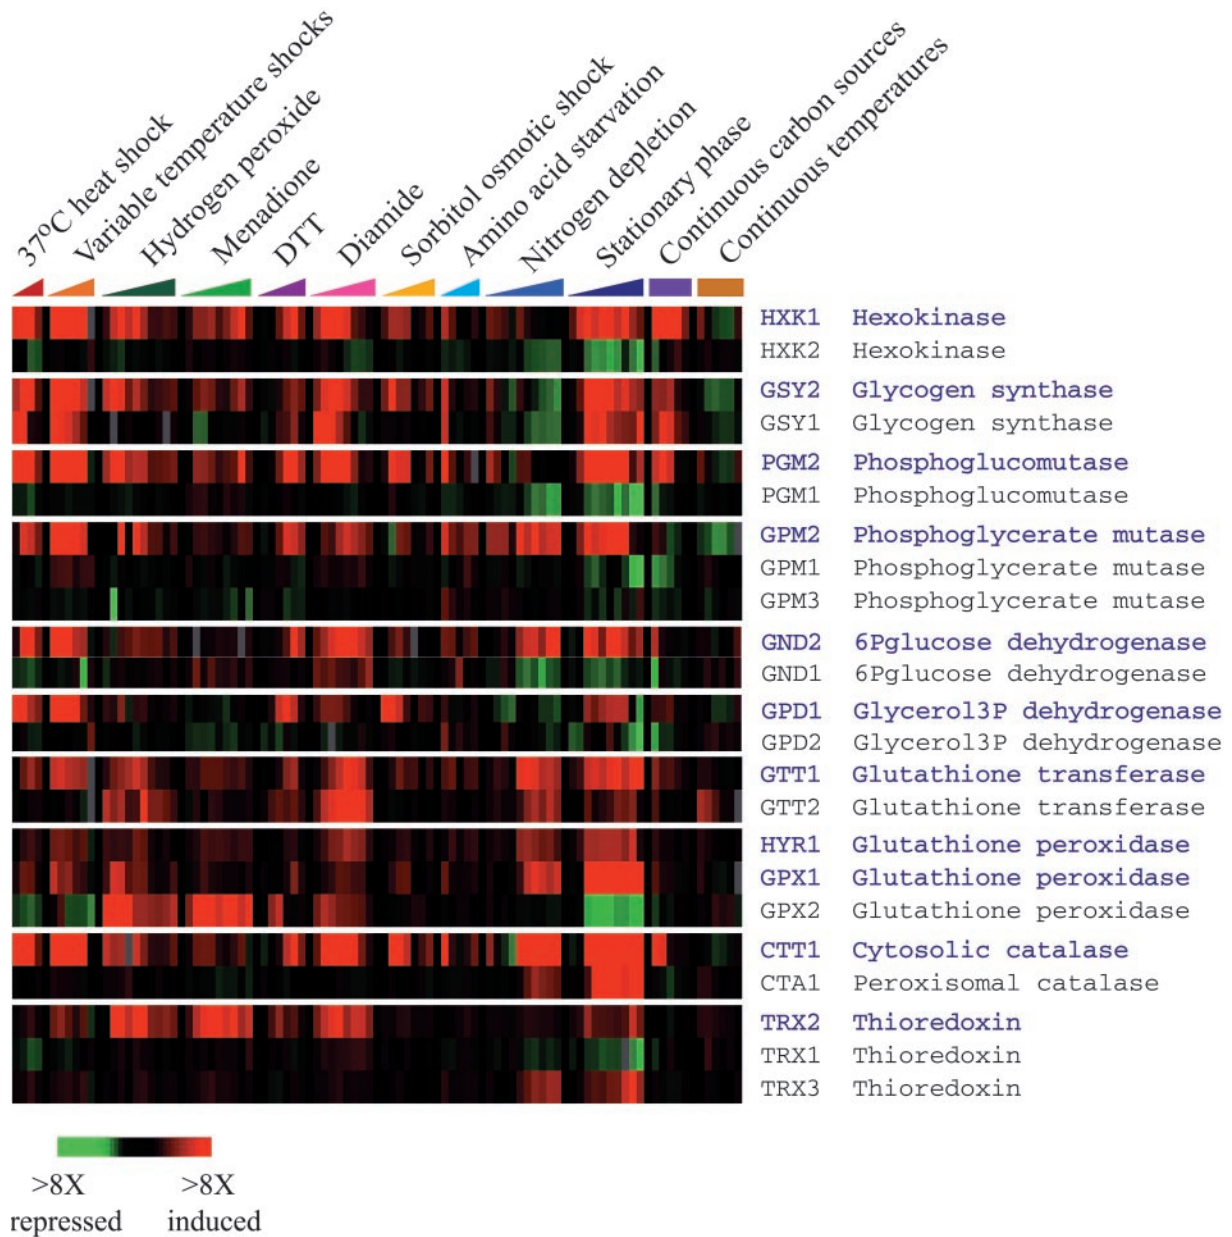 37°C heat shock
Variable temperature shocks
Hydrogen peroxide
Menadione
DTT
Diamide
Sorbitol osmotic shock
Amino acid starvation
Nitrogen depletion
Stationary phase
Continuous carbon sources
Continuous temperatures
HXK1 Hexokinase
HXK2 Hexokinase
GSY2 Glycogen synthase
GSY1 Glycogen synthase
PGM2 Phosphoglucomutase
PGM1 Phosphoglucomutase
GPM2 Phosphoglycerate mutase
GPM1 Phosphoglycerate mutase
GPM3 Phosphoglycerate mutase
GND2 6Pglucose dehydrogenase
GND1 6Pglucose dehydrogenase
GPD1 Glycerol3P dehydrogenase
GPD2 Glycerol3P dehydrogenase
GTT1 Glutathione transferase
GTT2 Glutathione transferase
HYR1 Glutathione peroxidase
GPX1 Glutathione peroxidase
GPX2 Glutathione peroxidase
CTT1 Cytosolic catalase
CTA1 Peroxisomal catalase
TRX2 Thioredoxin
TRX1 Thioredoxin
TRX3 Thioredoxin
>8X >8X
repressed induced